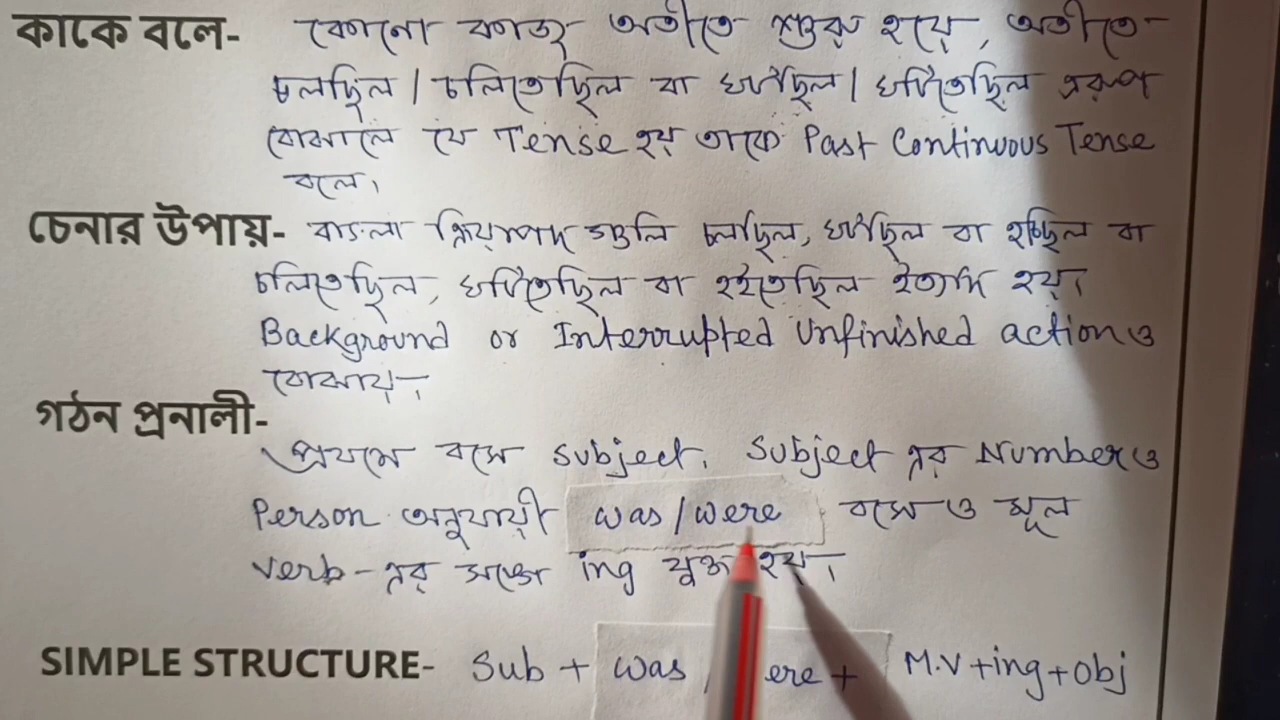 কাকে বলে- কোনো কাজ অতীতে শুরু হয়ে, অতীতে
চলছিল / চলিতেছিল বা ঘটছিল / ঘটিতেছিল এরূপ
বোঝালে যে Tense হয় তাকে Past Continuous Tense
বলে।
চেনার উপায়- বাংলা ক্রিয়াপদ গুলি চলছিল, ঘটছিল বা হচ্ছিল বা
চলিতেছিল, ঘটিতেছিল বা হইতেছিল ইত্যাদি হয়।
Background or Interrupted Unfinished action ও
বোঝায়।
গঠন প্রনালী-
প্রথমে বসে subject. Subject এর Number ও
Person অনুযায়ী was/were বসে ও মূল
verb-এর সঙ্গে ing যুক্ত হয়।
SIMPLE STRUCTURE- Sub + was / ere + M.V+ing+obj